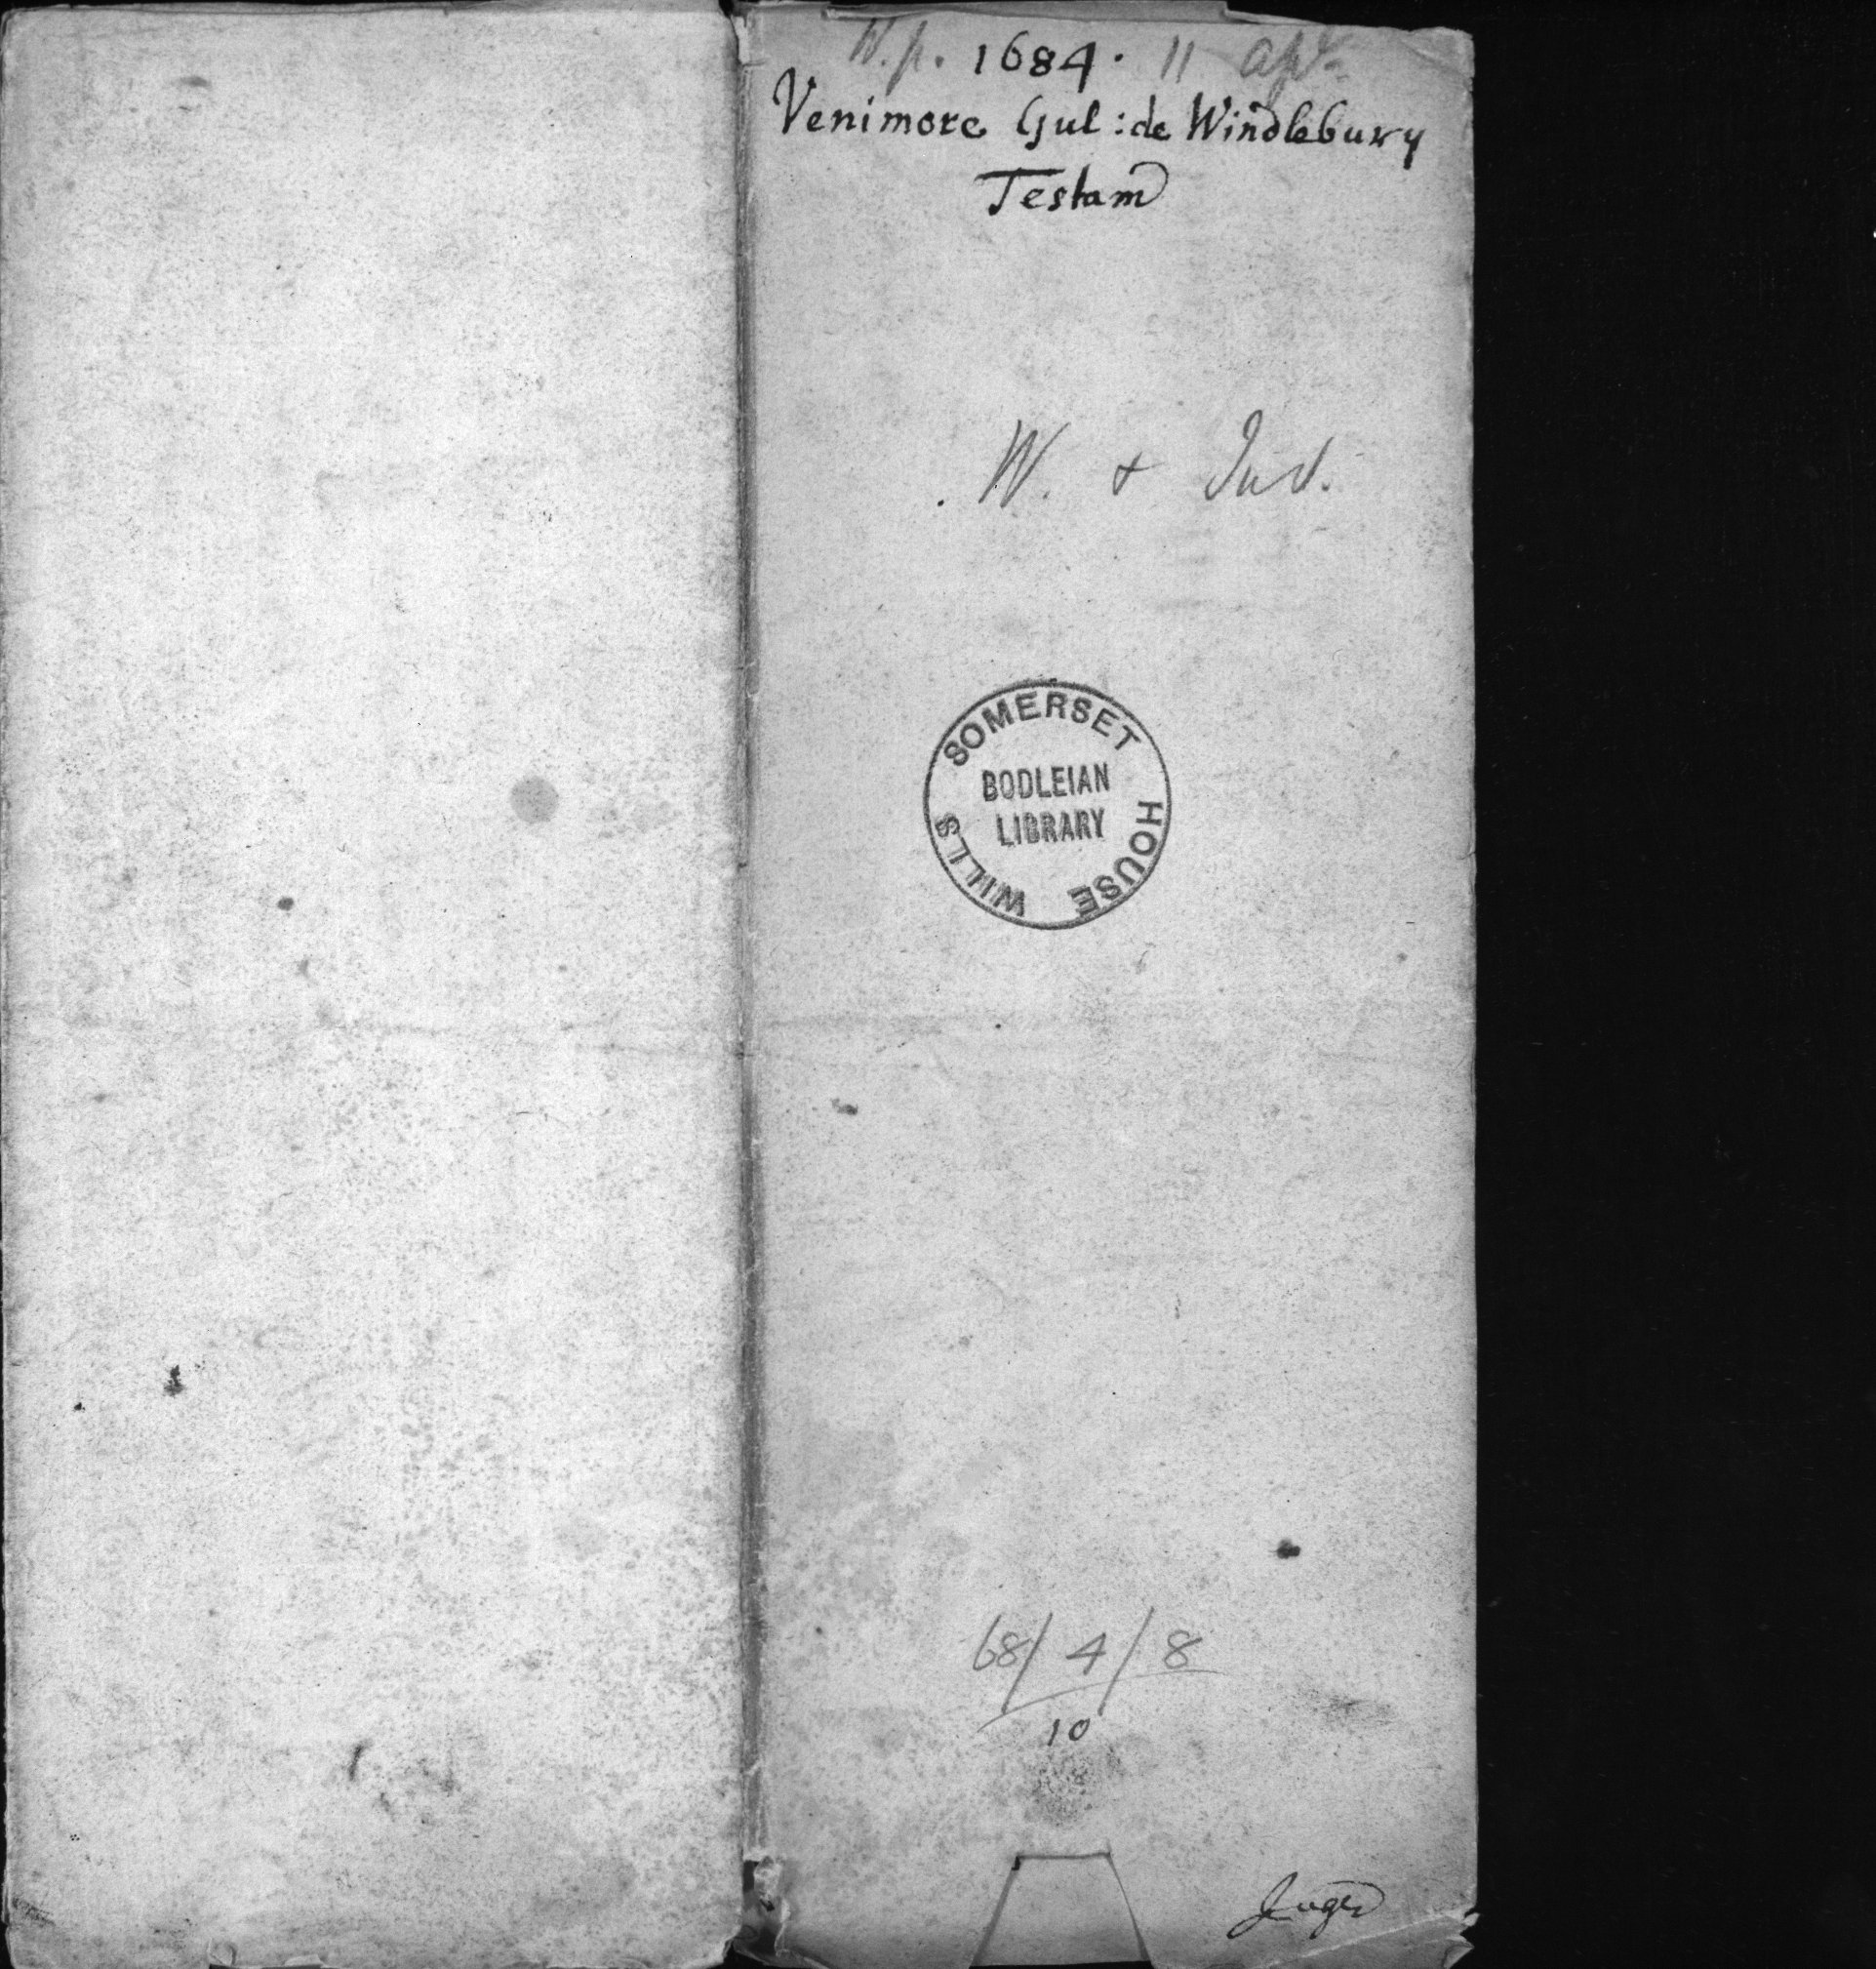 W.p. 1684. 11 apr
Venimore Gul: de Windlebury
Testam
W. & Inv.
SOMERSET HOUSE WILLS
BODLEIAN
LIBRARY
68/4/8
10